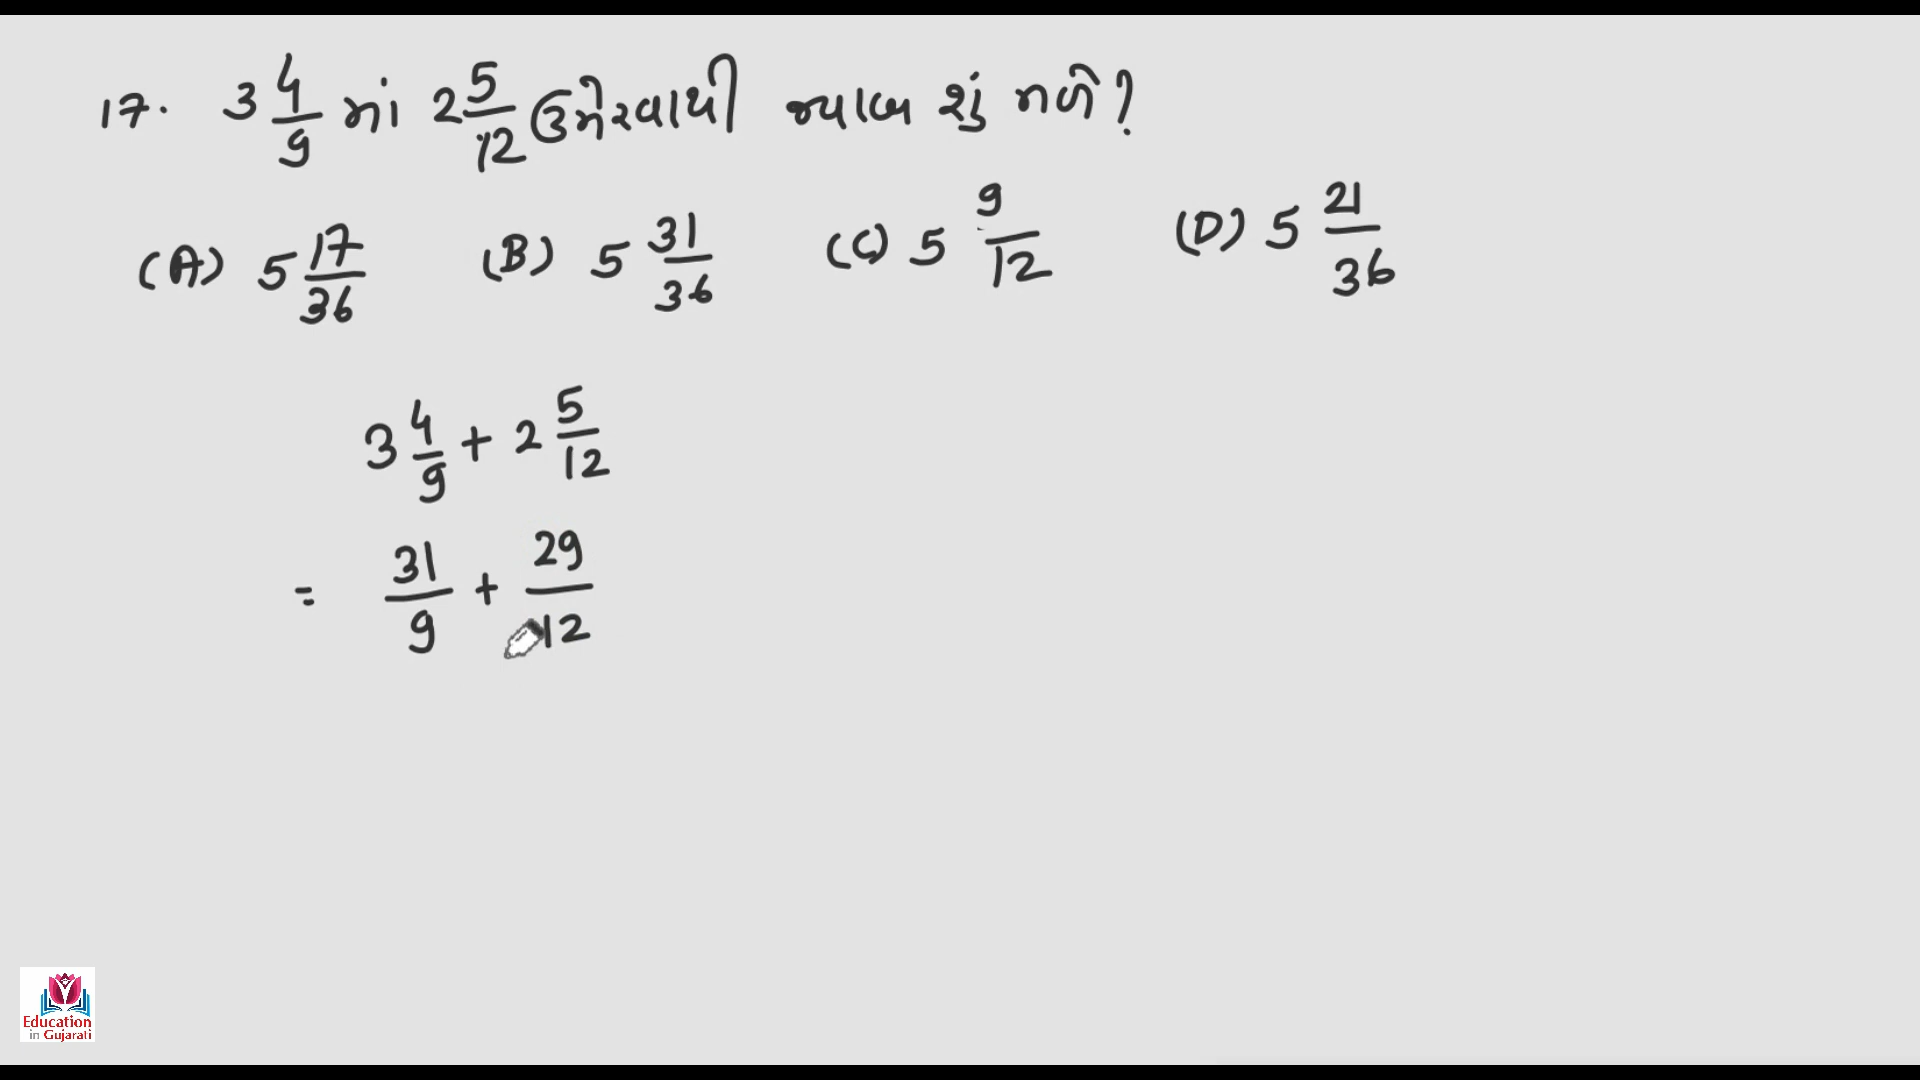 17. 3 4/9 માં 2 5/12 ઉમેરવાથી જવાબ શું મળે?
(A) 5 17/36 (B) 5 31/36 (C) 5 9/12 (D) 5 21/36
3 4/9 + 2 5/12
= 31/9 + 29/12
Education
in Gujarati